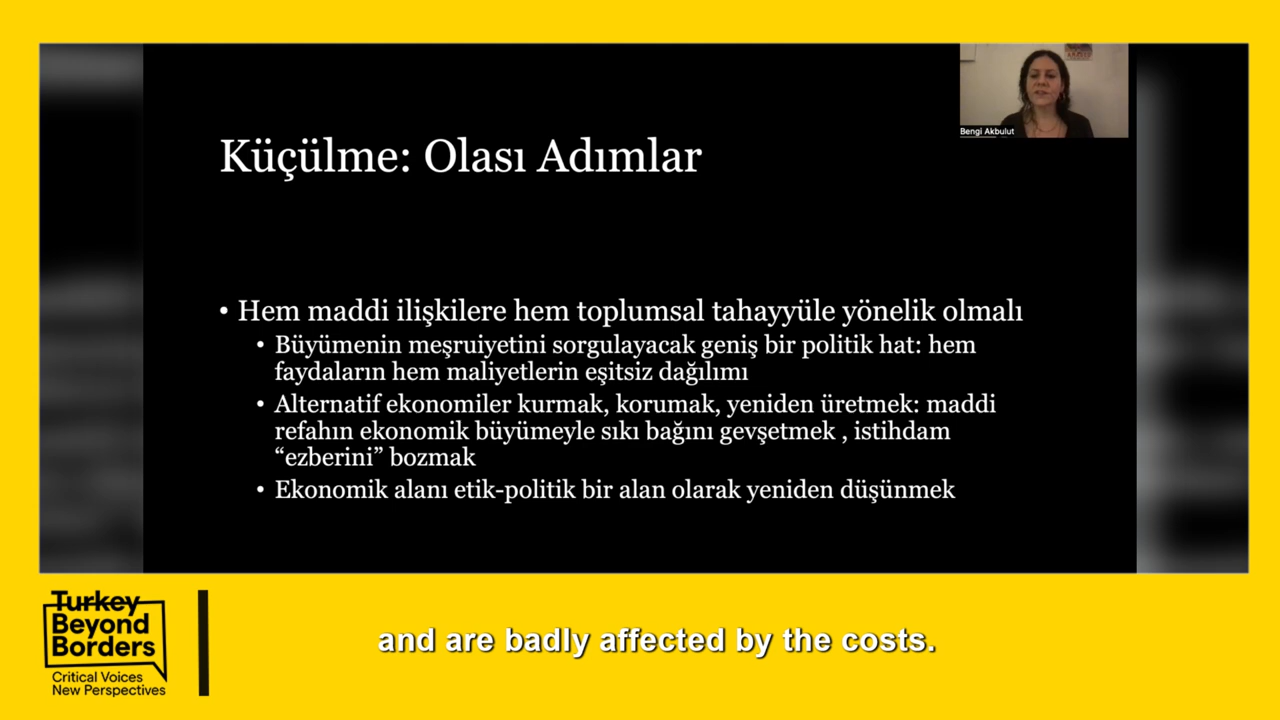 Bengi Akbulut
Küçülme: Olası Adımlar
• Hem maddi ilişkilere hem toplumsal tahayyüle yönelik olmalı
• Büyümenin meşruiyetini sorgulayacak geniş bir politik hat: hem
faydaların hem maliyetlerin eşitsiz dağılımı
• Alternatif ekonomiler kurmak, korumak, yeniden üretmek: maddi
refahın ekonomik büyümeyle sıkı bağını gevşetmek , istihdam
“ezberini” bozmak
• Ekonomik alanı etik-politik bir alan olarak yeniden düşünmek
Turkey
Beyond
Borders
Critical Voices
New Perspectives
and are badly affected by the costs.